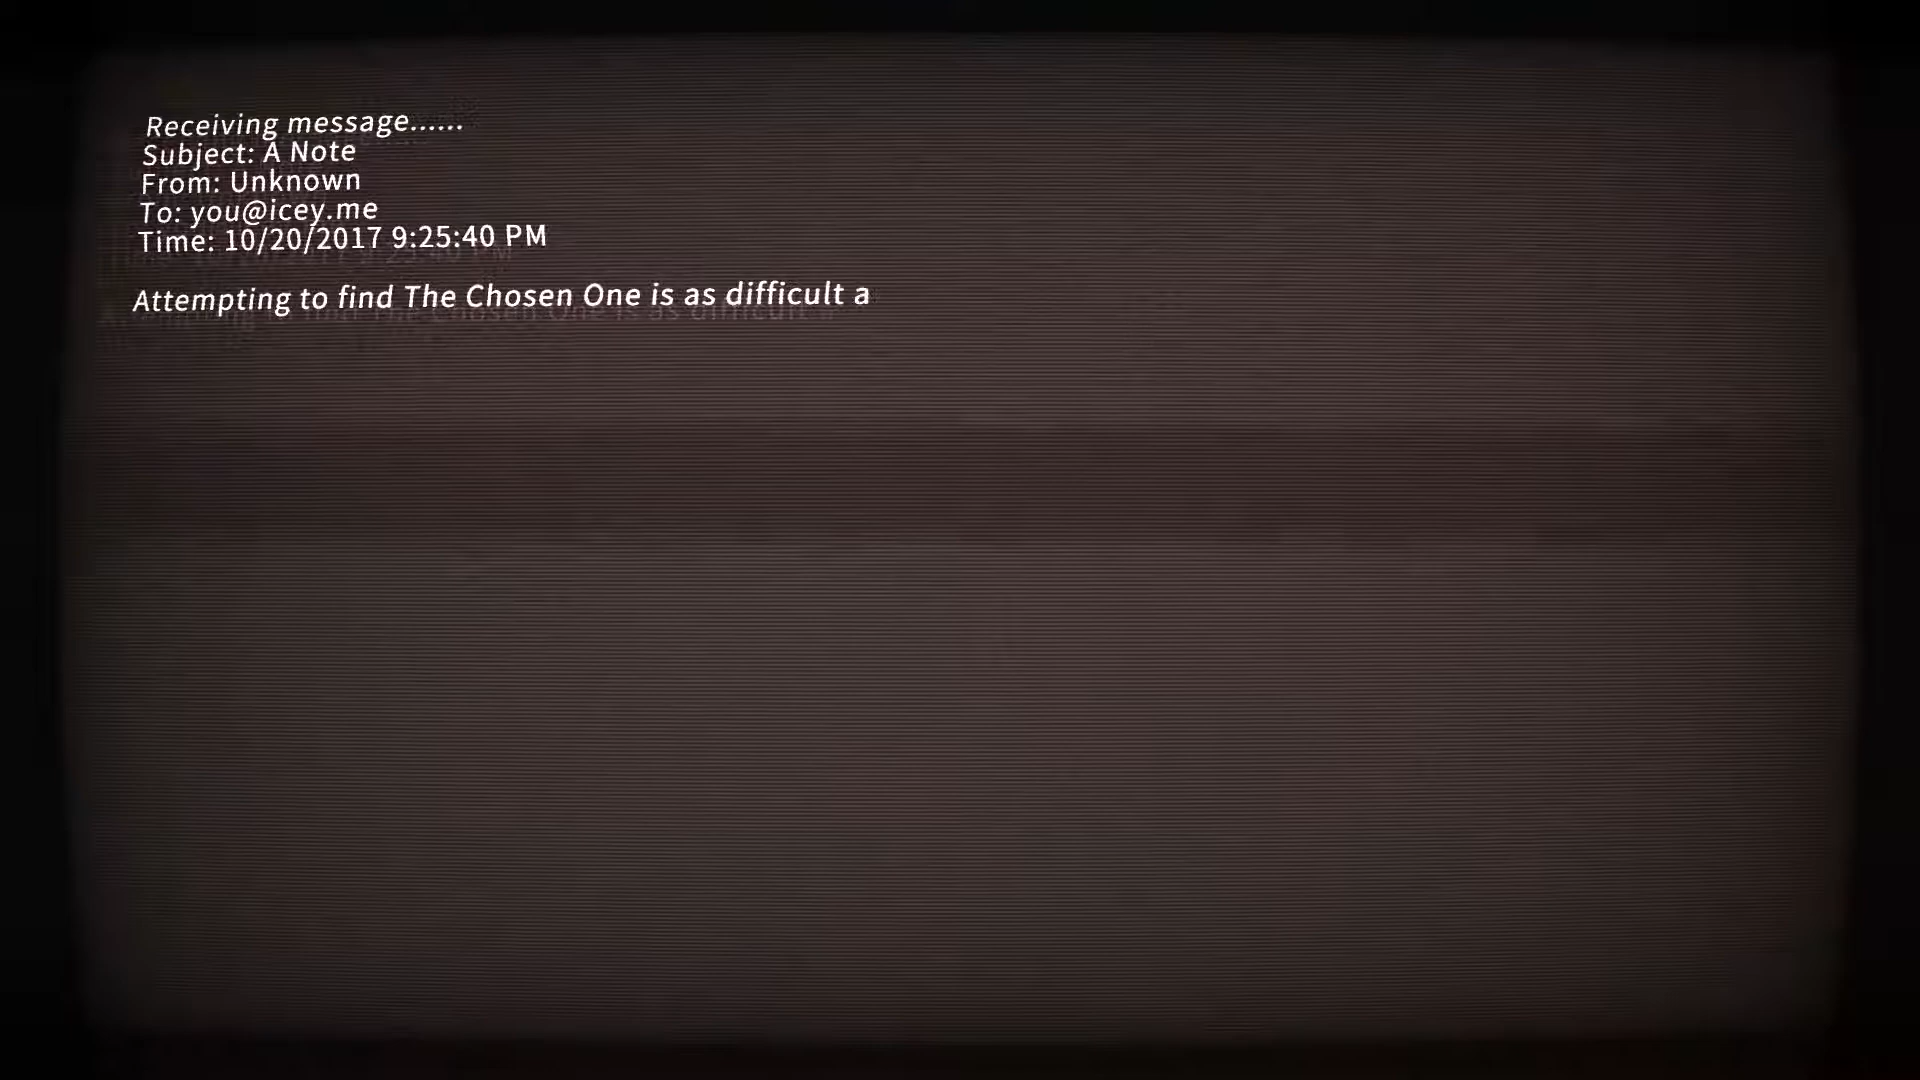 Receiving message......
Subject: A Note
From: Unknown
To: you@icey.me
Time: 10/20/2017 9:25:40 PM
Attempting to find The Chosen One is as difficult a